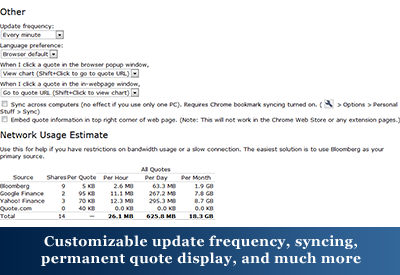 Other
Update frequency:
Every minute
Language preference:
Browser default
When I click a quote in the browser popup window,
View chart (Shift+Click to go to quote URL)
When I click a quote in the in-webpage window,
Go to quote URL (Shift+Click to view chart)
Sync across computers (no effect if you use only one PC). Requires Chrome bookmark syncing turned on. ( > Options > Personal
Stuff > Sync)
Embed quote information in top right corner of web page. (Note: This will not work in the Chrome Web Store or any extension pages.)
Network Usage Estimate
Use this for help if you have restrictions on bandwidth usage or a slow connection. The easiest solution is to use Bloomberg as your
primary source.
All Quotes
Source Shares Per Quote Per Hour Per Day Per Month
Bloomberg 9 5 KB 2.6 MB 63.3 MB 1.9 GB
Google Finance 2 95 KB 11.1 MB 267.2 MB 7.8 GB
Yahoo! Finance 3 70 KB 12.3 MB 295.3 MB 8.7 GB
Quote.com 0 40 KB 0.0 MB 0.0 MB 0.0 GB
Total 14 — 26.1 MB 625.8 MB 18.3 GB
Customizable update frequency, syncing,
permanent quote display, and much more